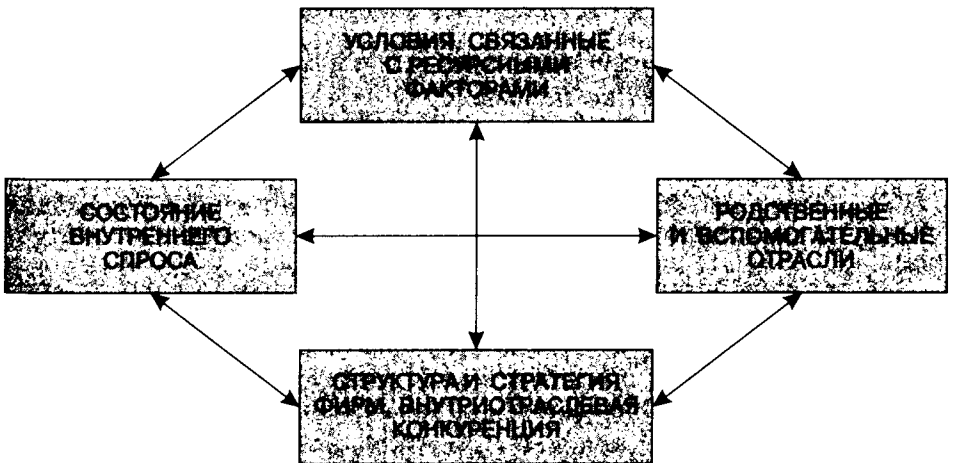 УСЛОВИЯ, СВЯЗАННЫЕ
С РЕСУРСНЫМИ
ФАКТОРАМИ
СОСТОЯНИЕ
ВНУТРЕННЕГО
СПРОСА
РОДСТВЕННЫЕ
И ВСПОМОГАТЕЛЬНЫЕ
ОТРАСЛИ
СТРУКТУРА И СТРАТЕГИЯ
ФИРМ, ВНУТРИОТРАСЛЕВАЯ
КОНКУРЕНЦИЯ